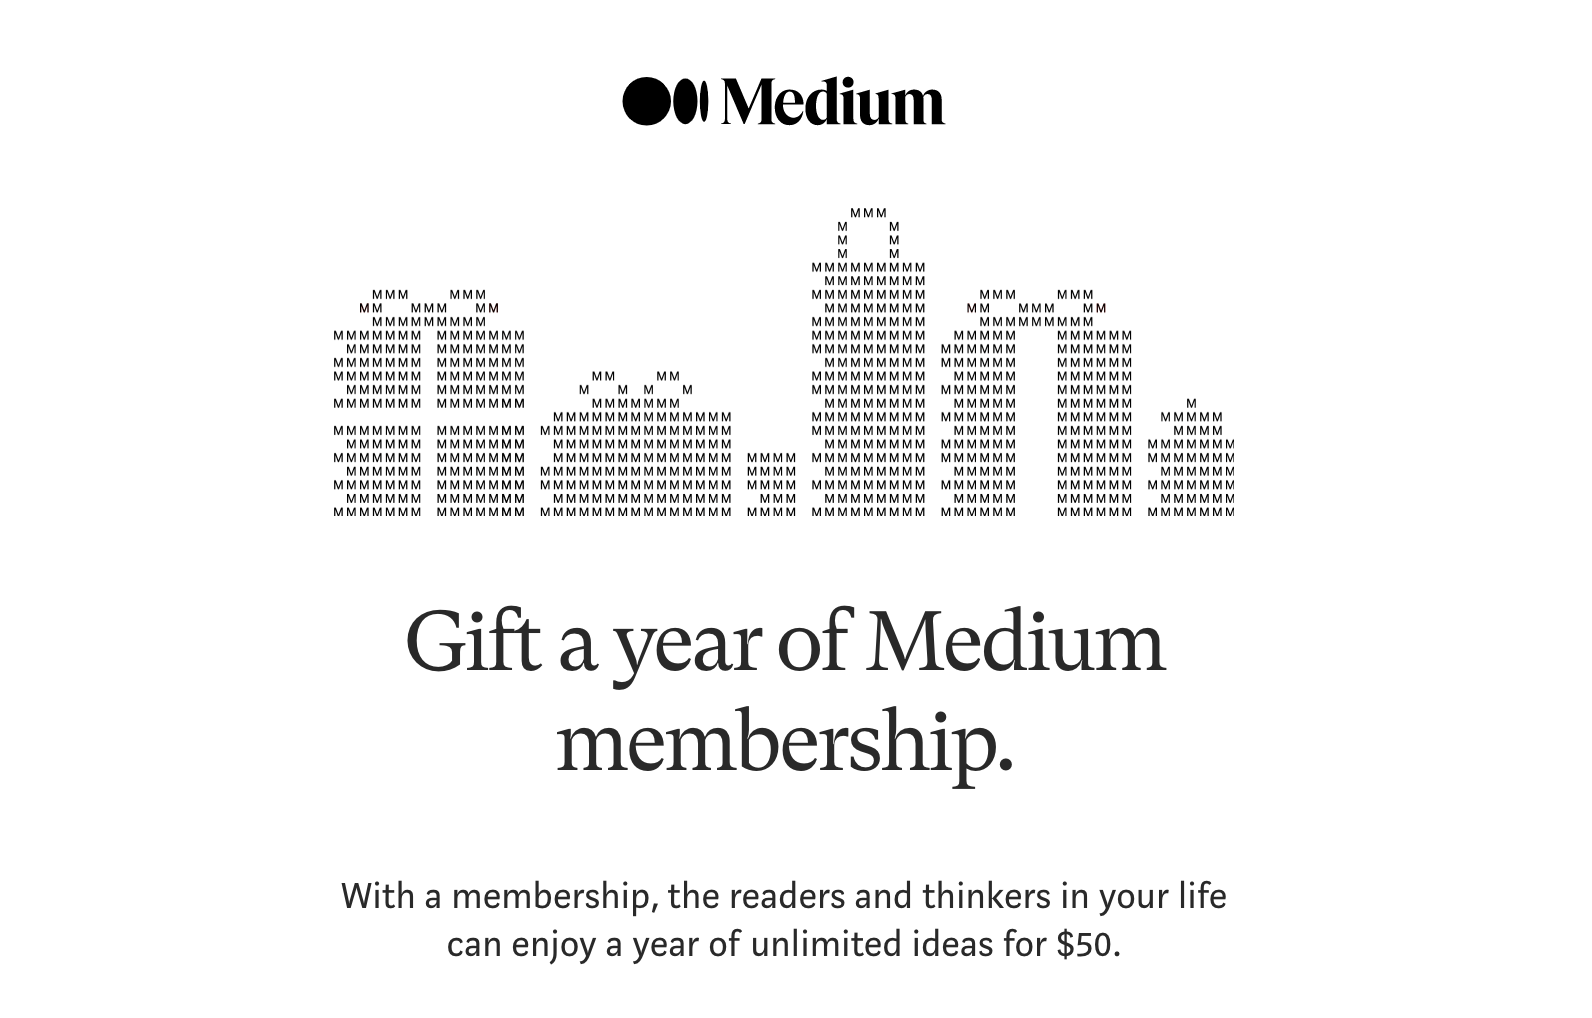 Medium
Gift a year of Medium
membership.
With a membership, the readers and thinkers in your life
can enjoy a year of unlimited ideas for $50.